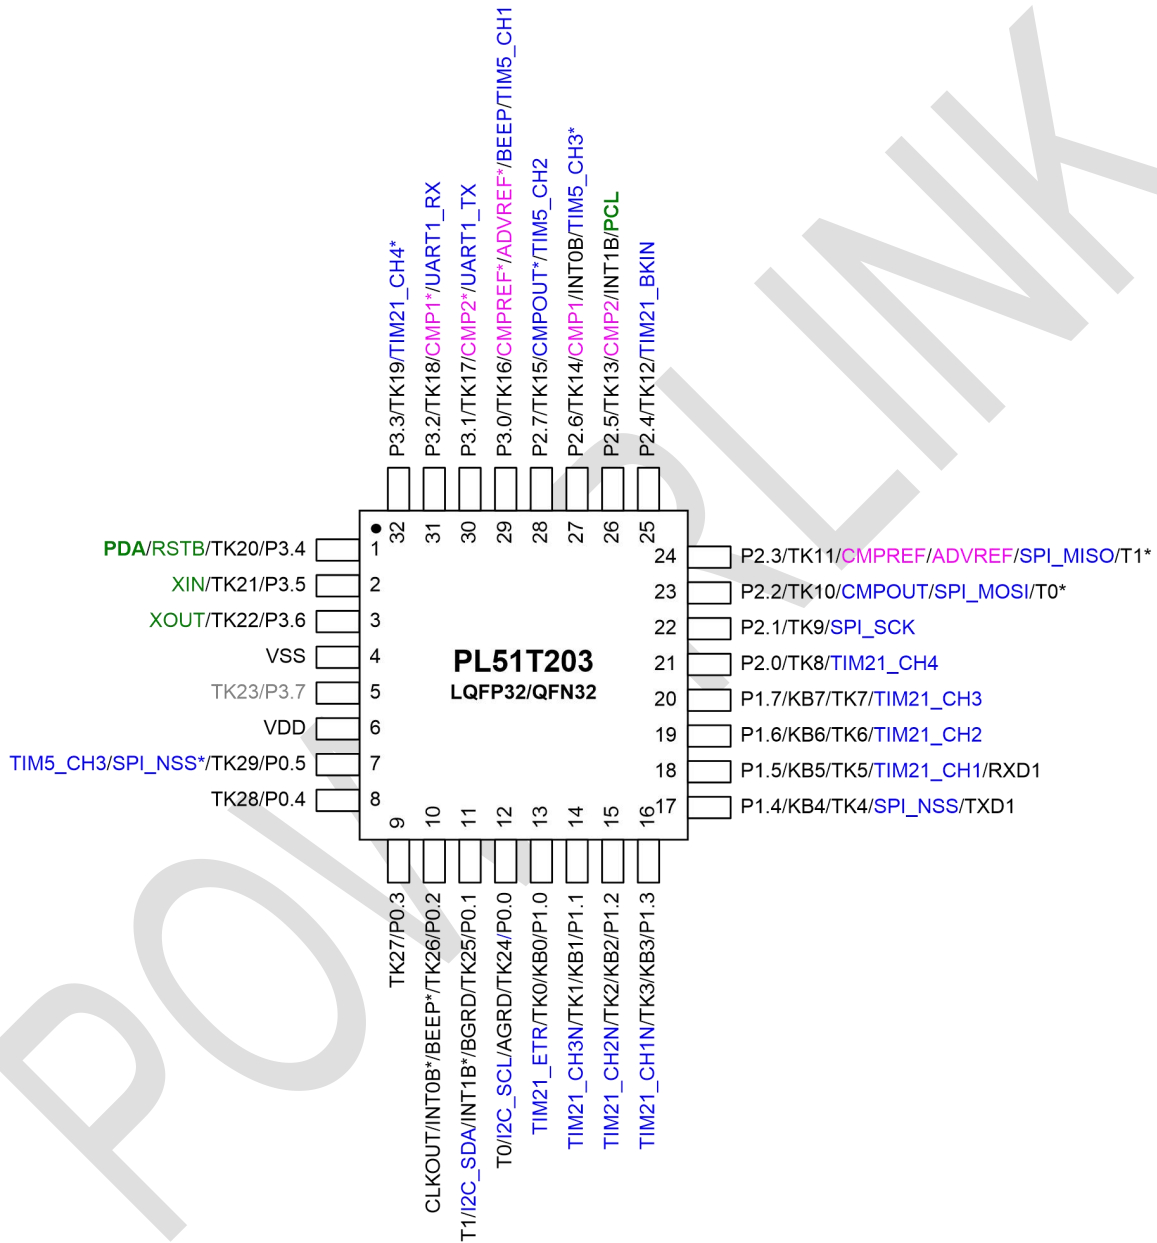 P3.3/TK19/TIM21_CH4*
P3.2/TK18/CMP1*/UART1_RX
P3.1/TK17/CMP2*/UART1_TX
P3.0/TK16/CMPREF*/ADVREF*/BEEP/TIM5_CH1
P2.7/TK15/CMPOUT*/TIM5_CH2
P2.6/TK14/CMP1/INT0B/TIM5_CH3*
P2.5/TK13/CMP2/INT1B/PCL
P2.4/TK12/TIM21_BKIN
32
31
30
29
28
27
26
25
PDA/RSTB/TK20/P3.4
1
XIN/TK21/P3.5
2
XOUT/TK22/P3.6
3
VSS
4
TK23/P3.7
5
VDD
6
TIM5_CH3/SPI_NSS*/TK29/P0.5
7
TK28/P0.4
8
PL51T203
LQFP32/QFN32
24
P2.3/TK11/CMPREF/ADVREF/SPI_MISO/T1*
23
P2.2/TK10/CMPOUT/SPI_MOSI/T0*
22
P2.1/TK9/SPI_SCK
21
P2.0/TK8/TIM21_CH4
20
P1.7/KB7/TK7/TIM21_CH3
19
P1.6/KB6/TK6/TIM21_CH2
18
P1.5/KB5/TK5/TIM21_CH1/RXD1
17
P1.4/KB4/TK4/SPI_NSS/TXD1
9
10
11
12
13
14
15
16
TK27/P0.3
CLKOUT/INT0B*/BEEP*/TK26/P0.2
T1/I2C_SDA/INT1B*/BGRD/TK25/P0.1
T0/I2C_SCL/AGRD/TK24/P0.0
TIM21_ETR/TK0/KB0/P1.0
TIM21_CH3N/TK1/KB1/P1.1
TIM21_CH2N/TK2/KB2/P1.2
TIM21_CH1N/TK3/KB3/P1.3